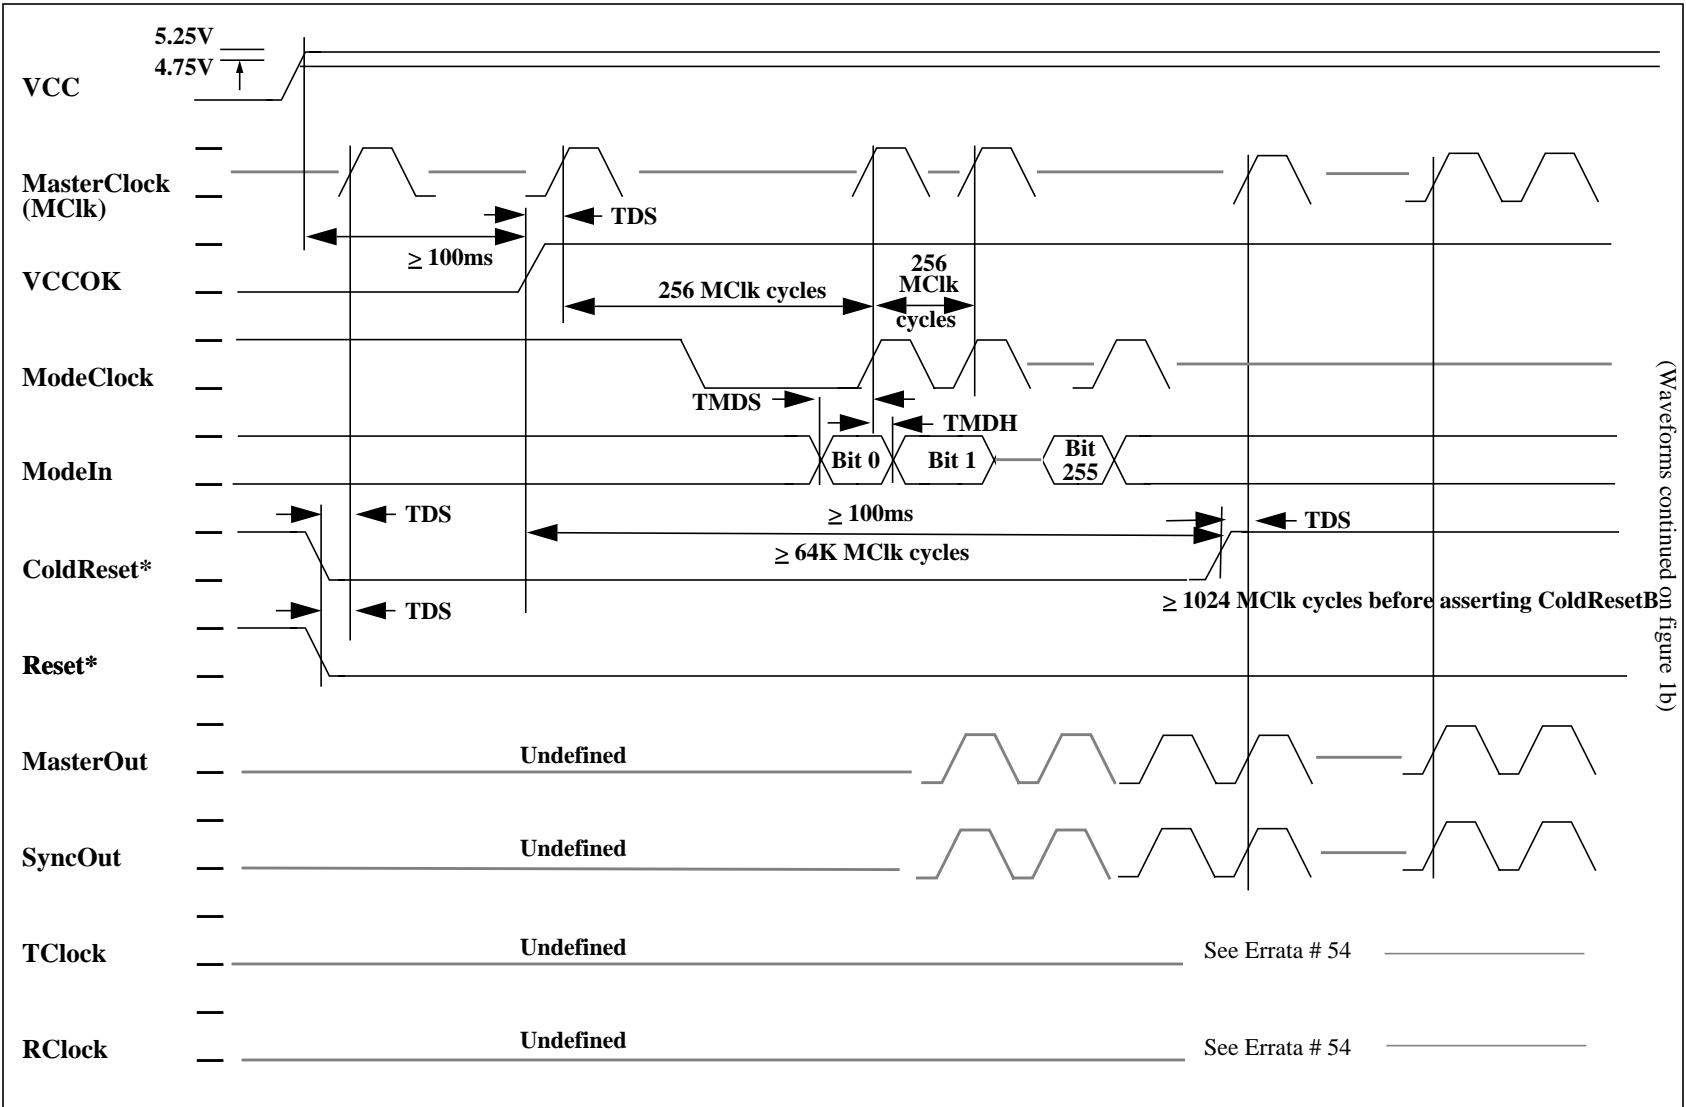 5.25V
4.75V
VCC
MasterClock
(MClk)
TDS
≥ 100ms
VCCOK
256 MClk cycles
256
MClk
cycles
ModeClock
TMDS
TMDH
ModeIn
Bit 0
Bit 1
Bit
255
TDS
≥ 100ms
TDS
ColdReset*
≥ 64K MClk cycles
≥ 1024 MClk cycles before asserting ColdResetB
TDS
Reset*
(Waveforms continued on figure 1b)
MasterOut
Undefined
SyncOut
Undefined
TClock
Undefined
See Errata # 54
RClock
Undefined
See Errata # 54